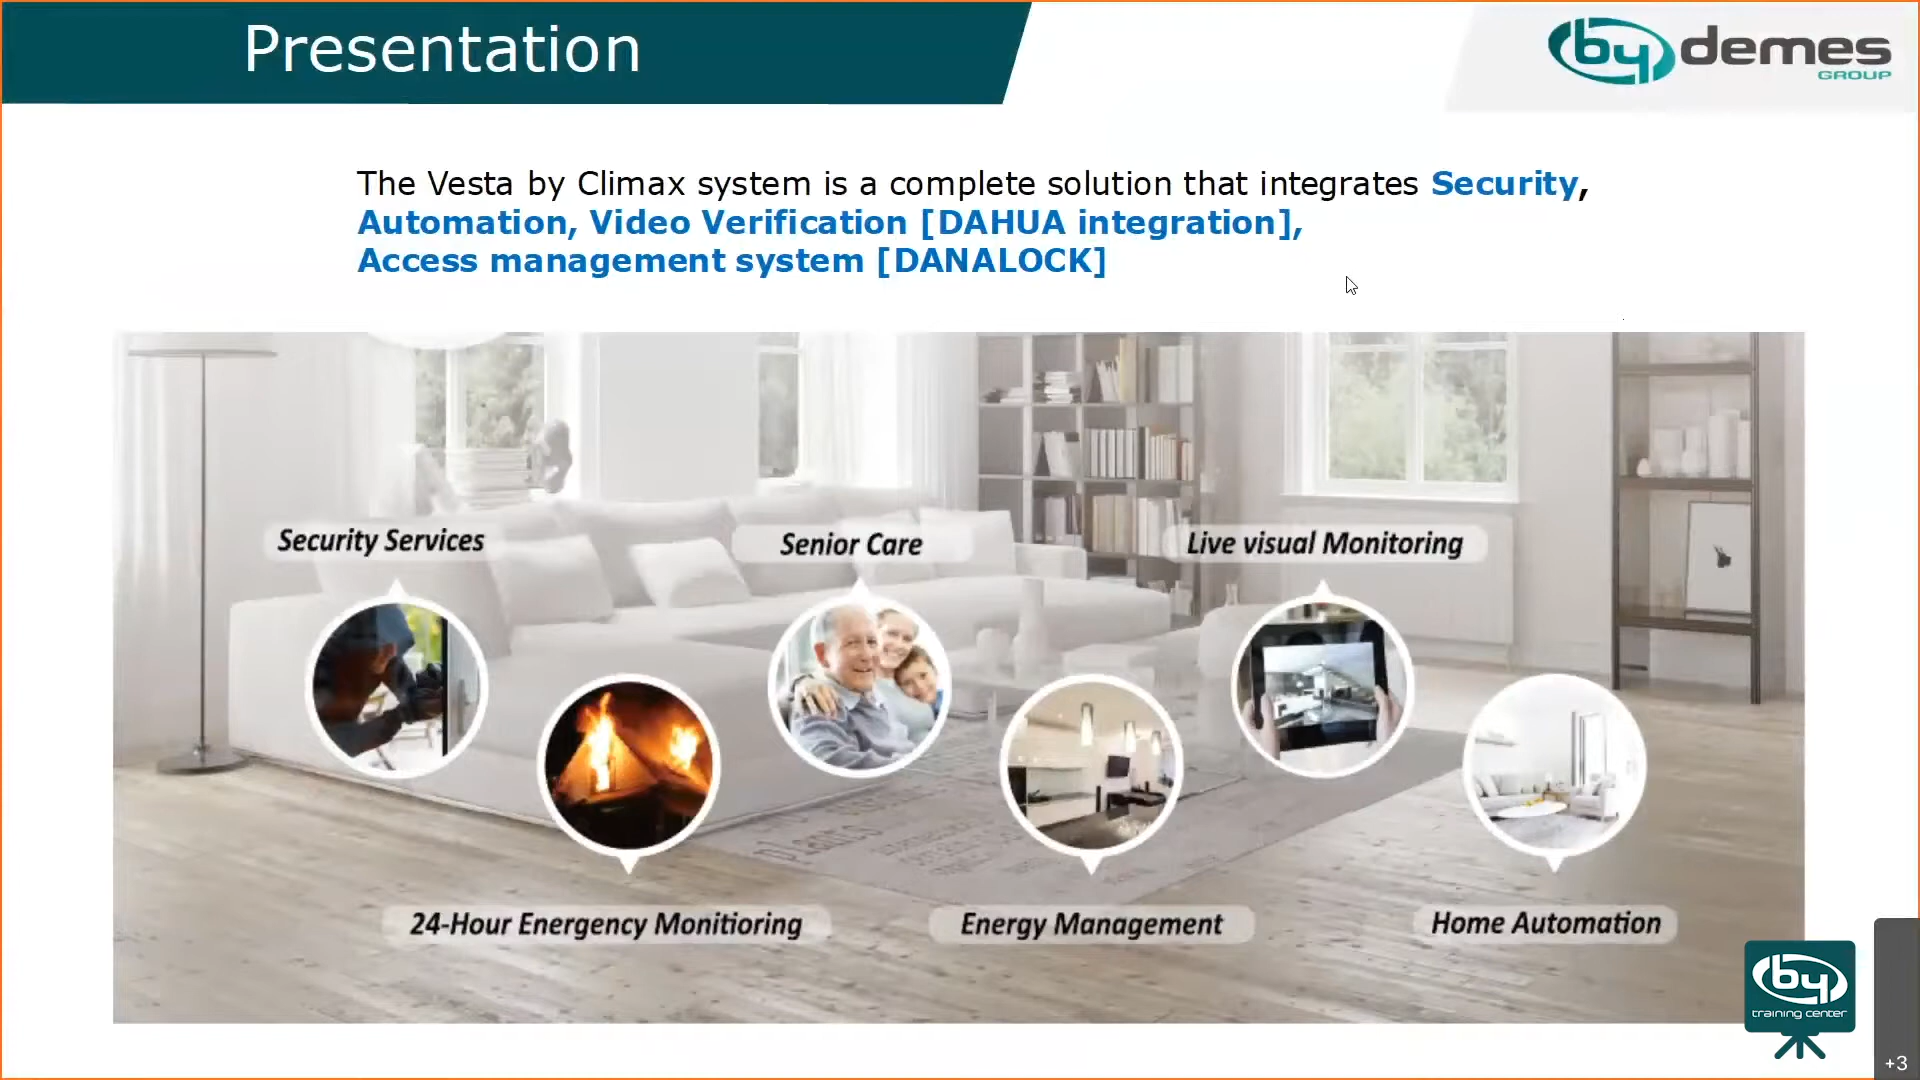 Presentation
by demes
GROUP
The Vesta by Climax system is a complete solution that integrates Security,
Automation, Video Verification [DAHUA integration],
Access management system [DANALOCK]
Security Services
Senior Care
Live visual Monitoring
24-Hour Energency Monitioring
Energy Management
Home Automation
by
training center
+3